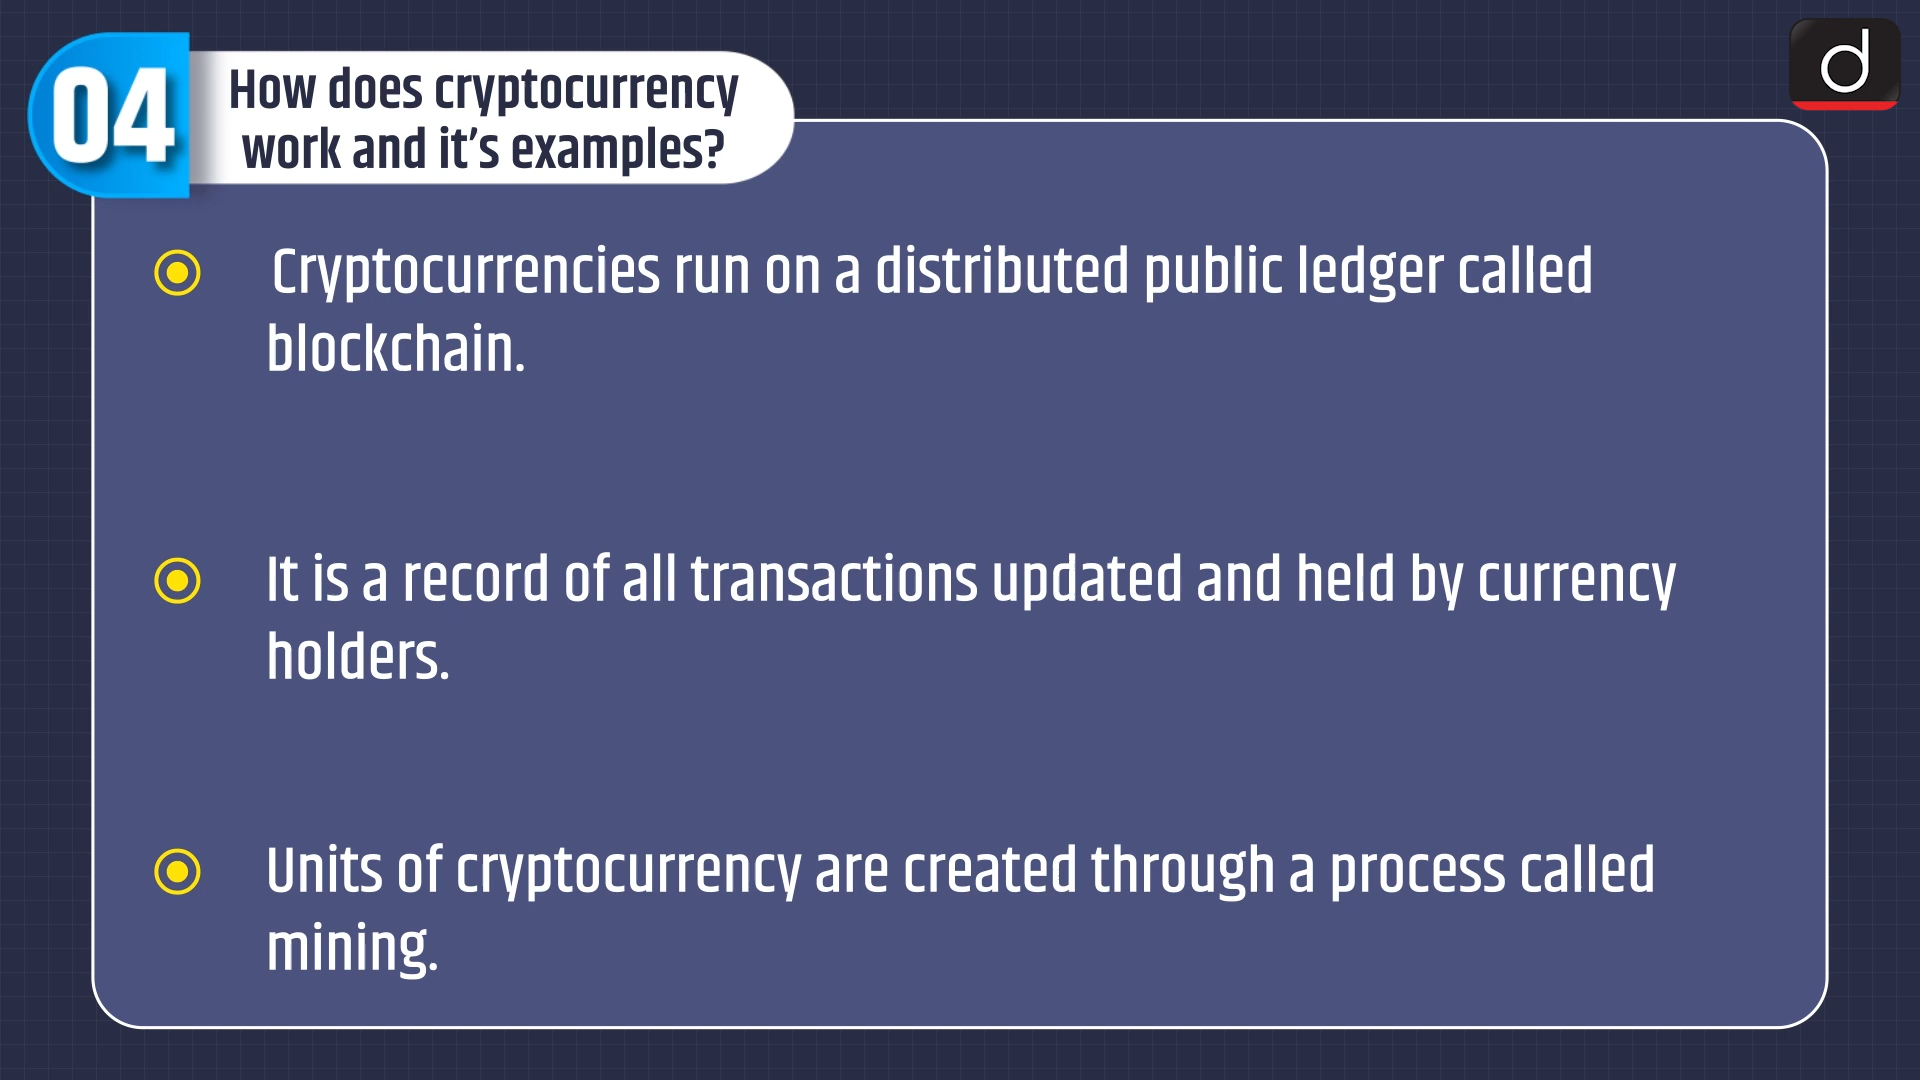 04
How does cryptocurrency
work and it’s examples?
d
Cryptocurrencies run on a distributed public ledger called
blockchain.
It is a record of all transactions updated and held by currency
holders.
Units of cryptocurrency are created through a process called
mining.